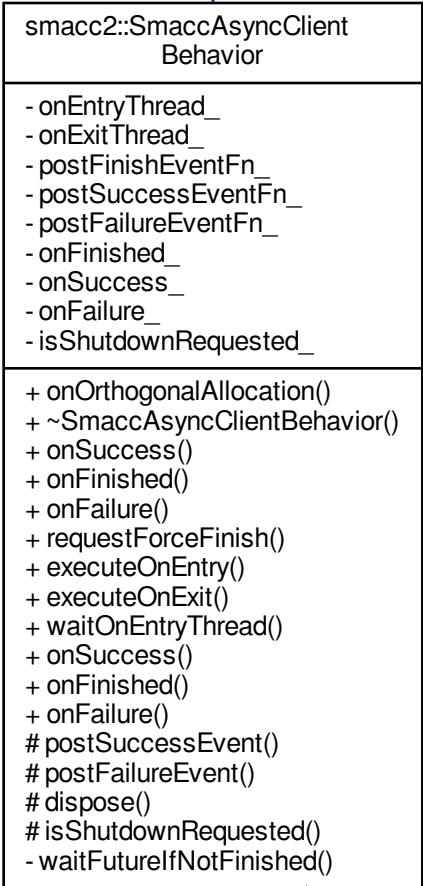 smacc2::SmaccAsyncClient
Behavior
- onEntryThread_
- onExitThread_
- postFinishEventFn_
- postSuccessEventFn_
- postFailureEventFn_
- onFinished_
- onSuccess_
- onFailure_
- isShutdownRequested_
+ onOrthogonalAllocation()
+ ~SmaccAsyncClientBehavior()
+ onSuccess()
+ onFinished()
+ onFailure()
+ requestForceFinish()
+ executeOnEntry()
+ executeOnExit()
+ waitOnEntryThread()
+ onSuccess()
+ onFinished()
+ onFailure()
# postSuccessEvent()
# postFailureEvent()
# dispose()
# isShutdownRequested()
- waitFutureIfNotFinished()